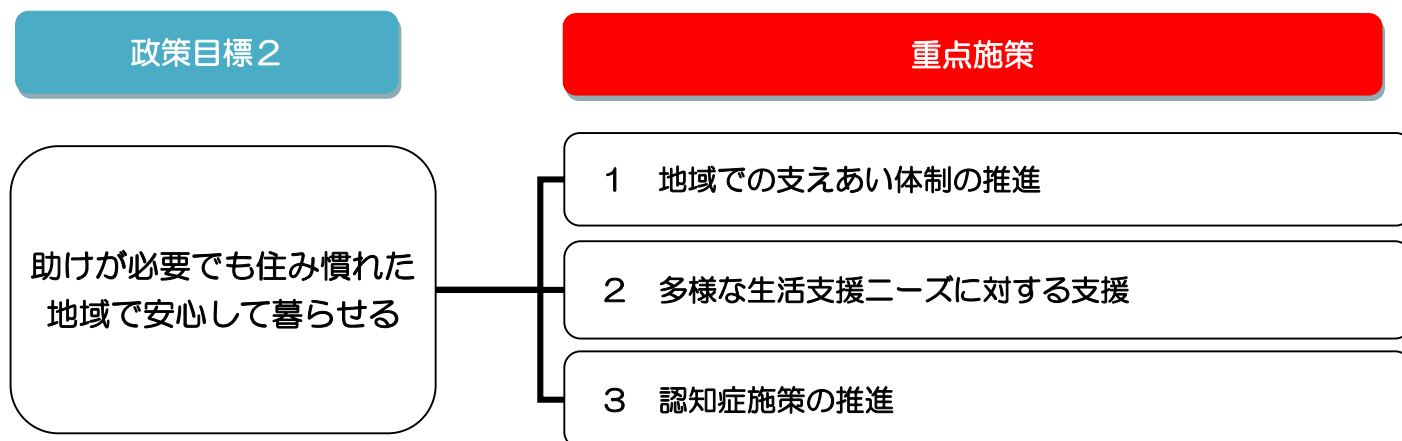 政策目標２
重点施策
助けが必要でも住み慣れた
地域で安心して暮らせる
１　地域での支えあい体制の推進
２　多様な生活支援ニーズに対する支援
３　認知症施策の推進